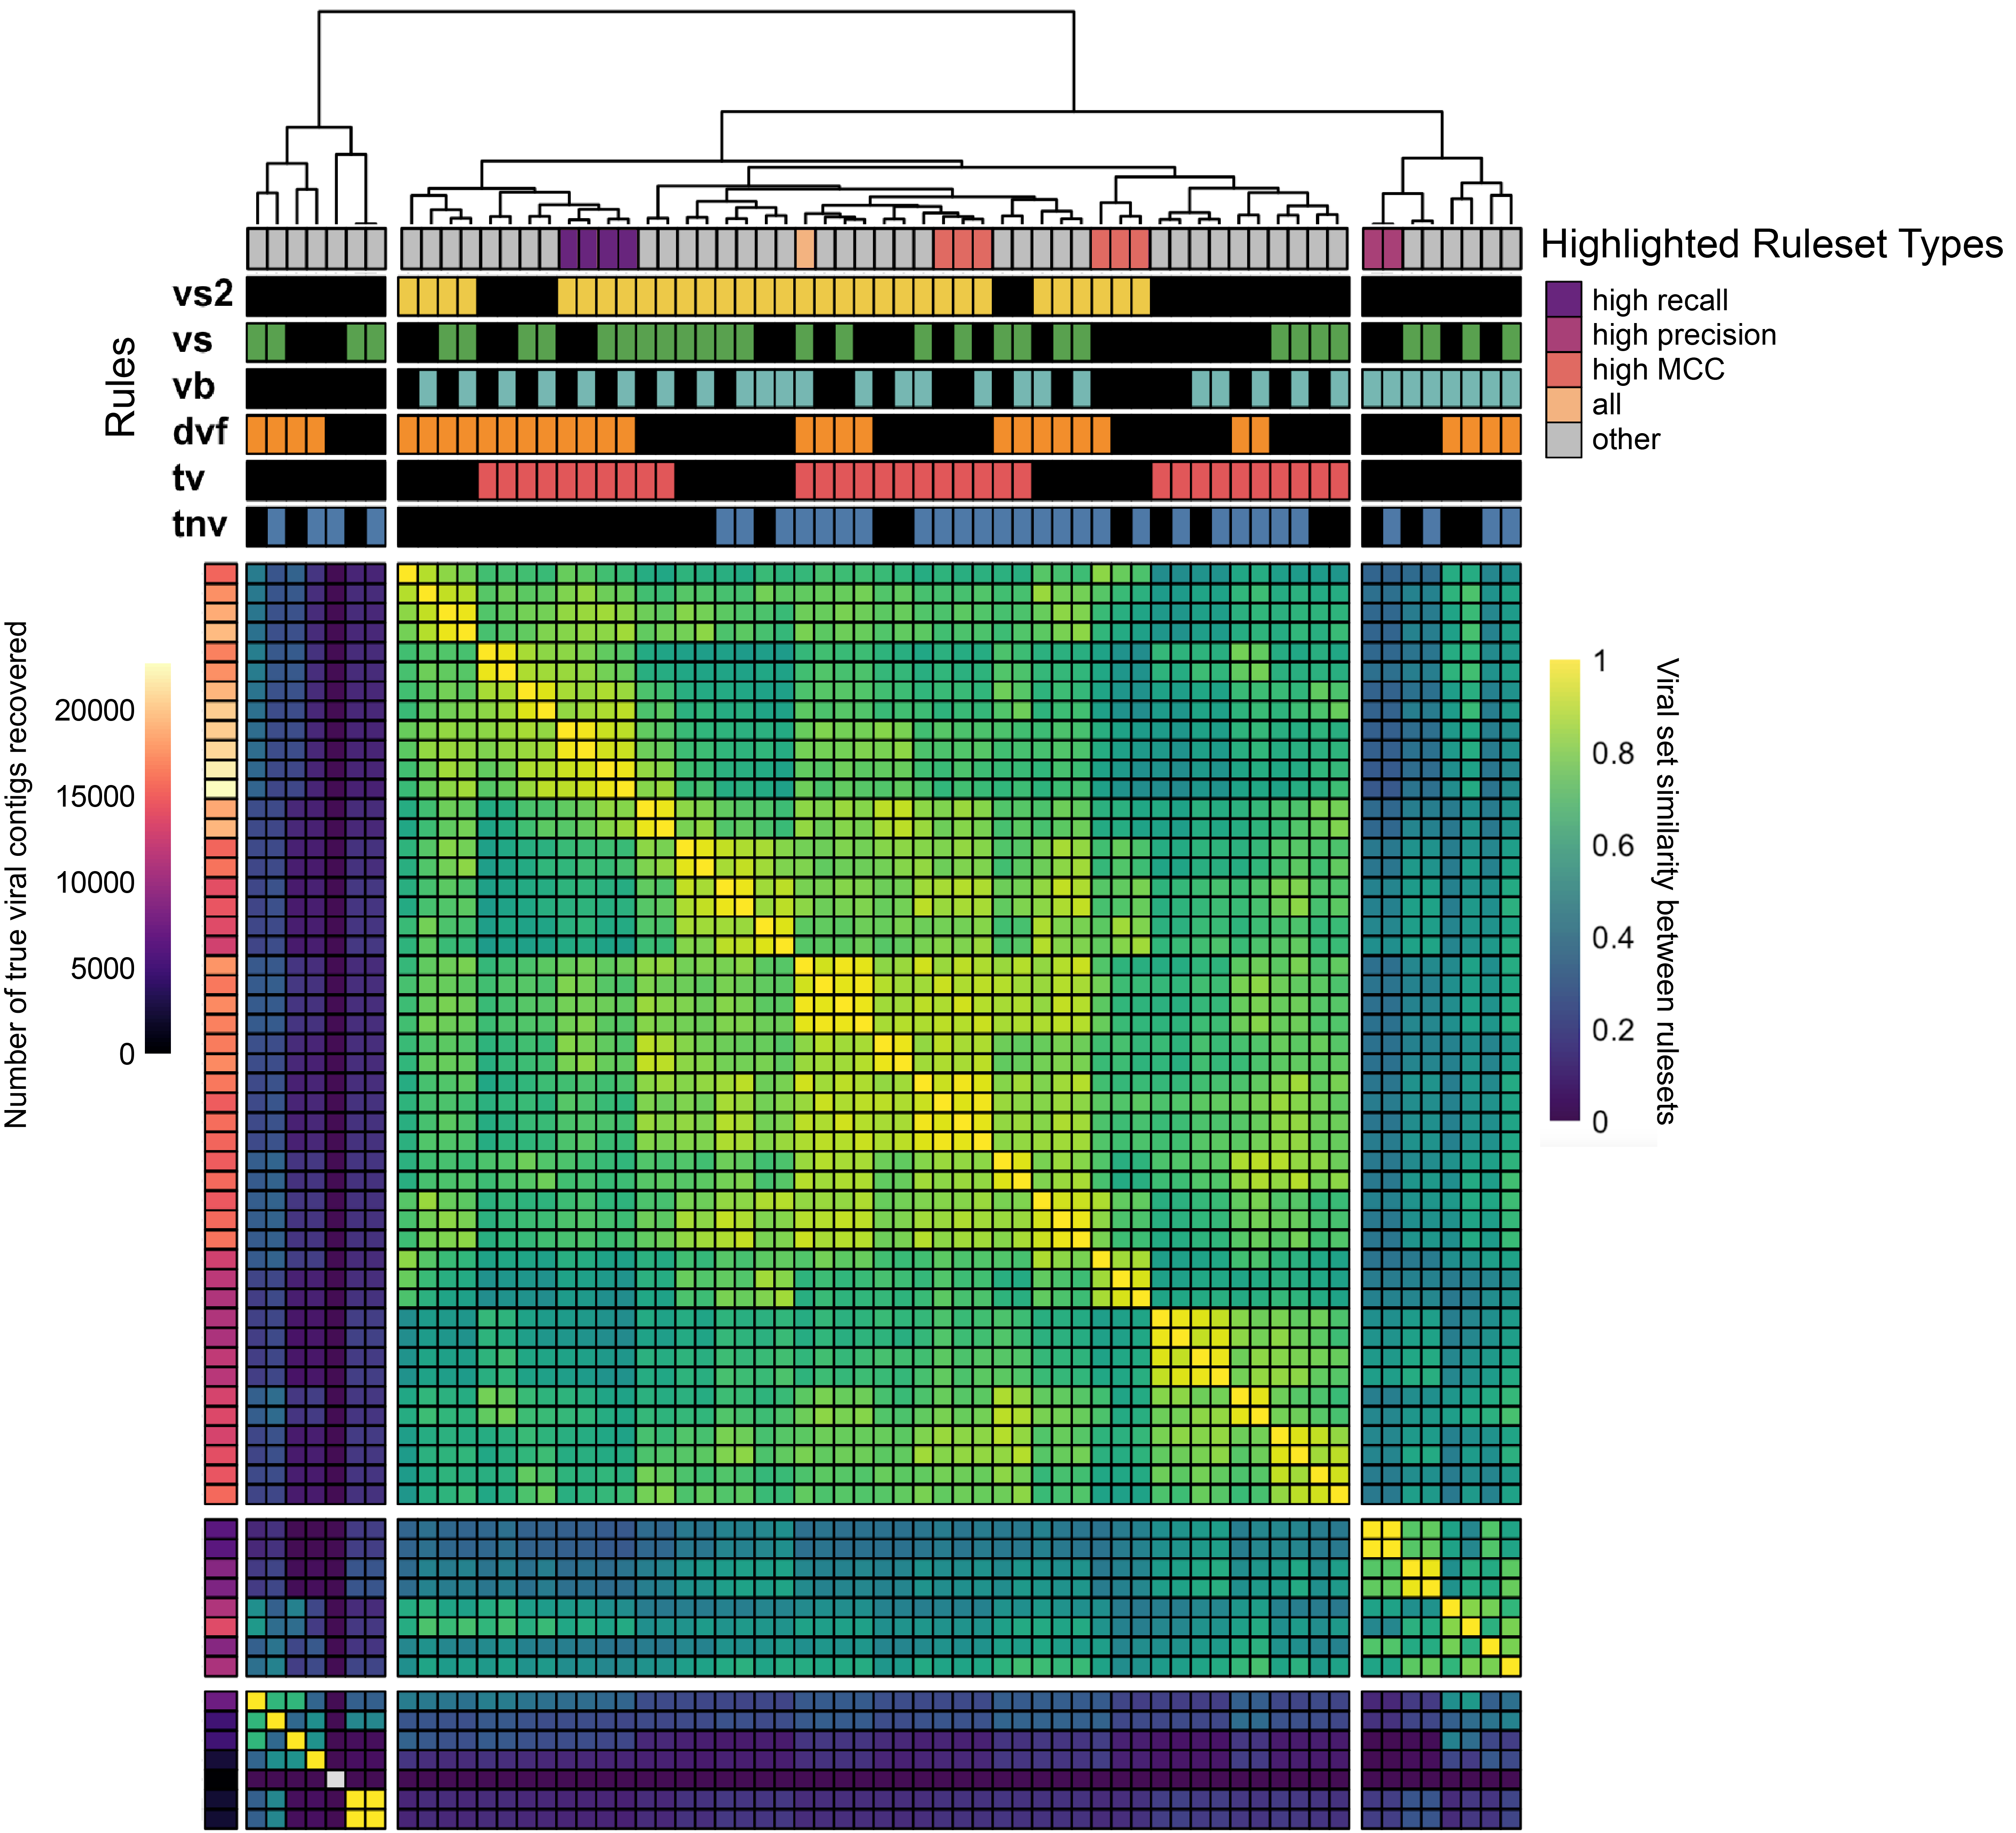 Highlighted Ruleset Types
high recall
high precision
high MCC
all
other
Rules
vs2
vs
vb
dvf
tv
tnv
Number of true viral contigs recovered
20000
15000
10000
5000
0
1
0.8
0.6
0.4
0.2
0
Viral set similarity between rulesets